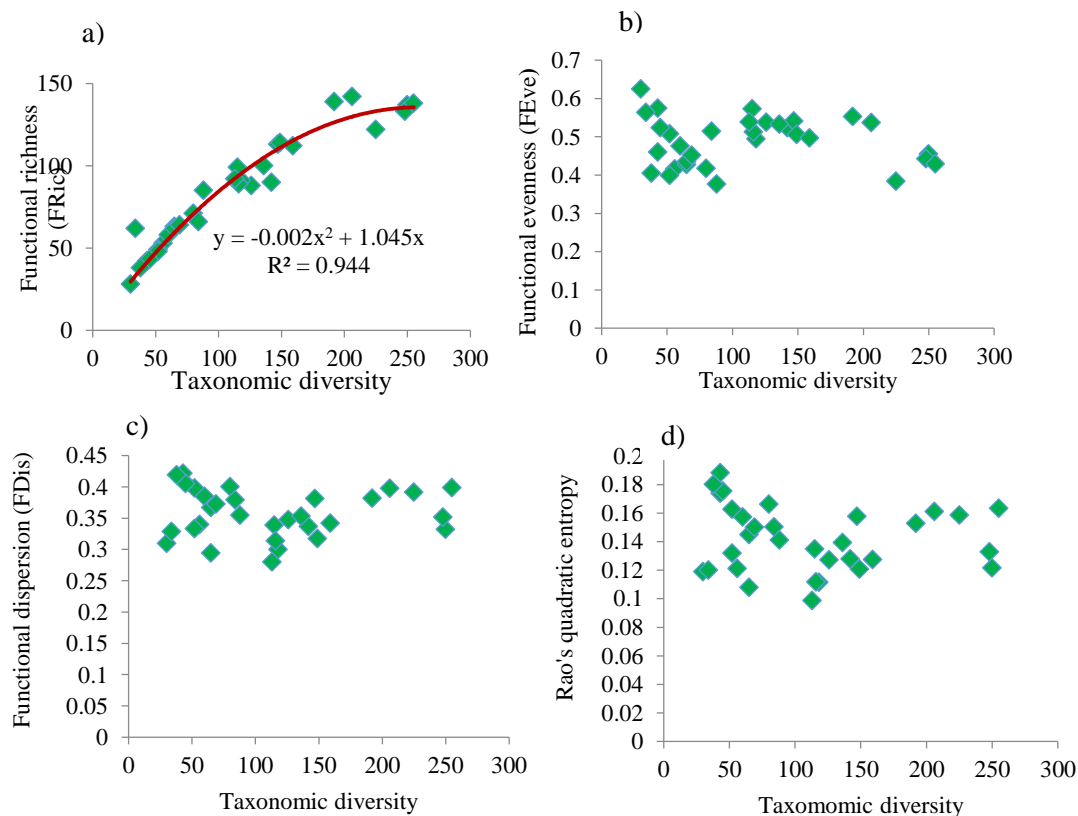 a)
Functional richness
(FRic)
150
100
50
0
0 50 100 150 200 250 300
Taxonomic diversity
y = -0.002x² + 1.045x
R² = 0.944
b)
Functional evenness (FEve)
0.7
0.6
0.5
0.4
0.3
0.2
0.1
0
0 50 100 150 200 250 300
Taxonomic diversity
c)
Functional dispersion (FDis)
0.45
0.4
0.35
0.3
0.25
0.2
0.15
0.1
0.05
0
0 50 100 150 200 250 300
Taxonomic diversity
d)
Rao's quadratic entropy
0.2
0.18
0.16
0.14
0.12
0.1
0.08
0.06
0.04
0.02
0
0 50 100 150 200 250 300
Taxomomic diversity